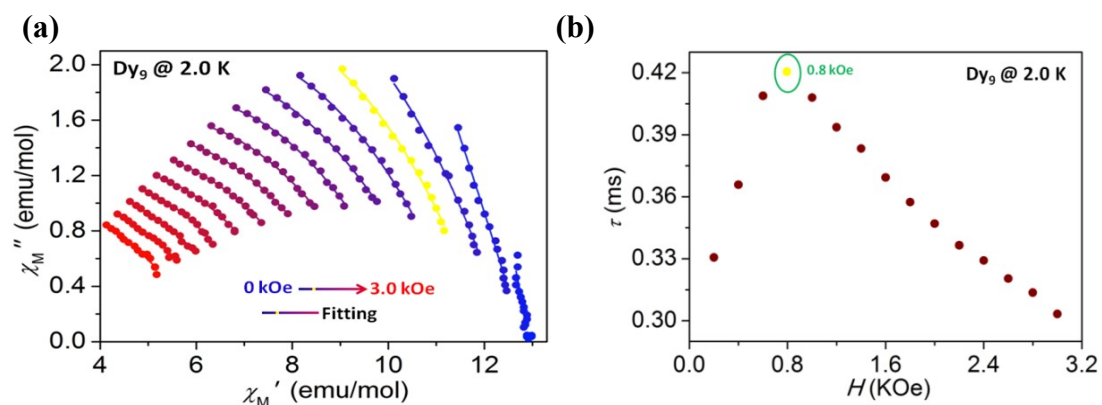 (a)
Dy₉ @ 2.0 K
2.0
1.6
1.2
0.8
0.4
0.0
χM″ (emu/mol)
0 kOe
3.0 kOe
Fitting
4
6
8
10
12
χM′ (emu/mol)
(b)
0.8 kOe
Dy₉ @ 2.0 K
0.42
0.39
0.36
0.33
0.30
τ (ms)
0.0
0.8
1.6
2.4
3.2
H (KOe)